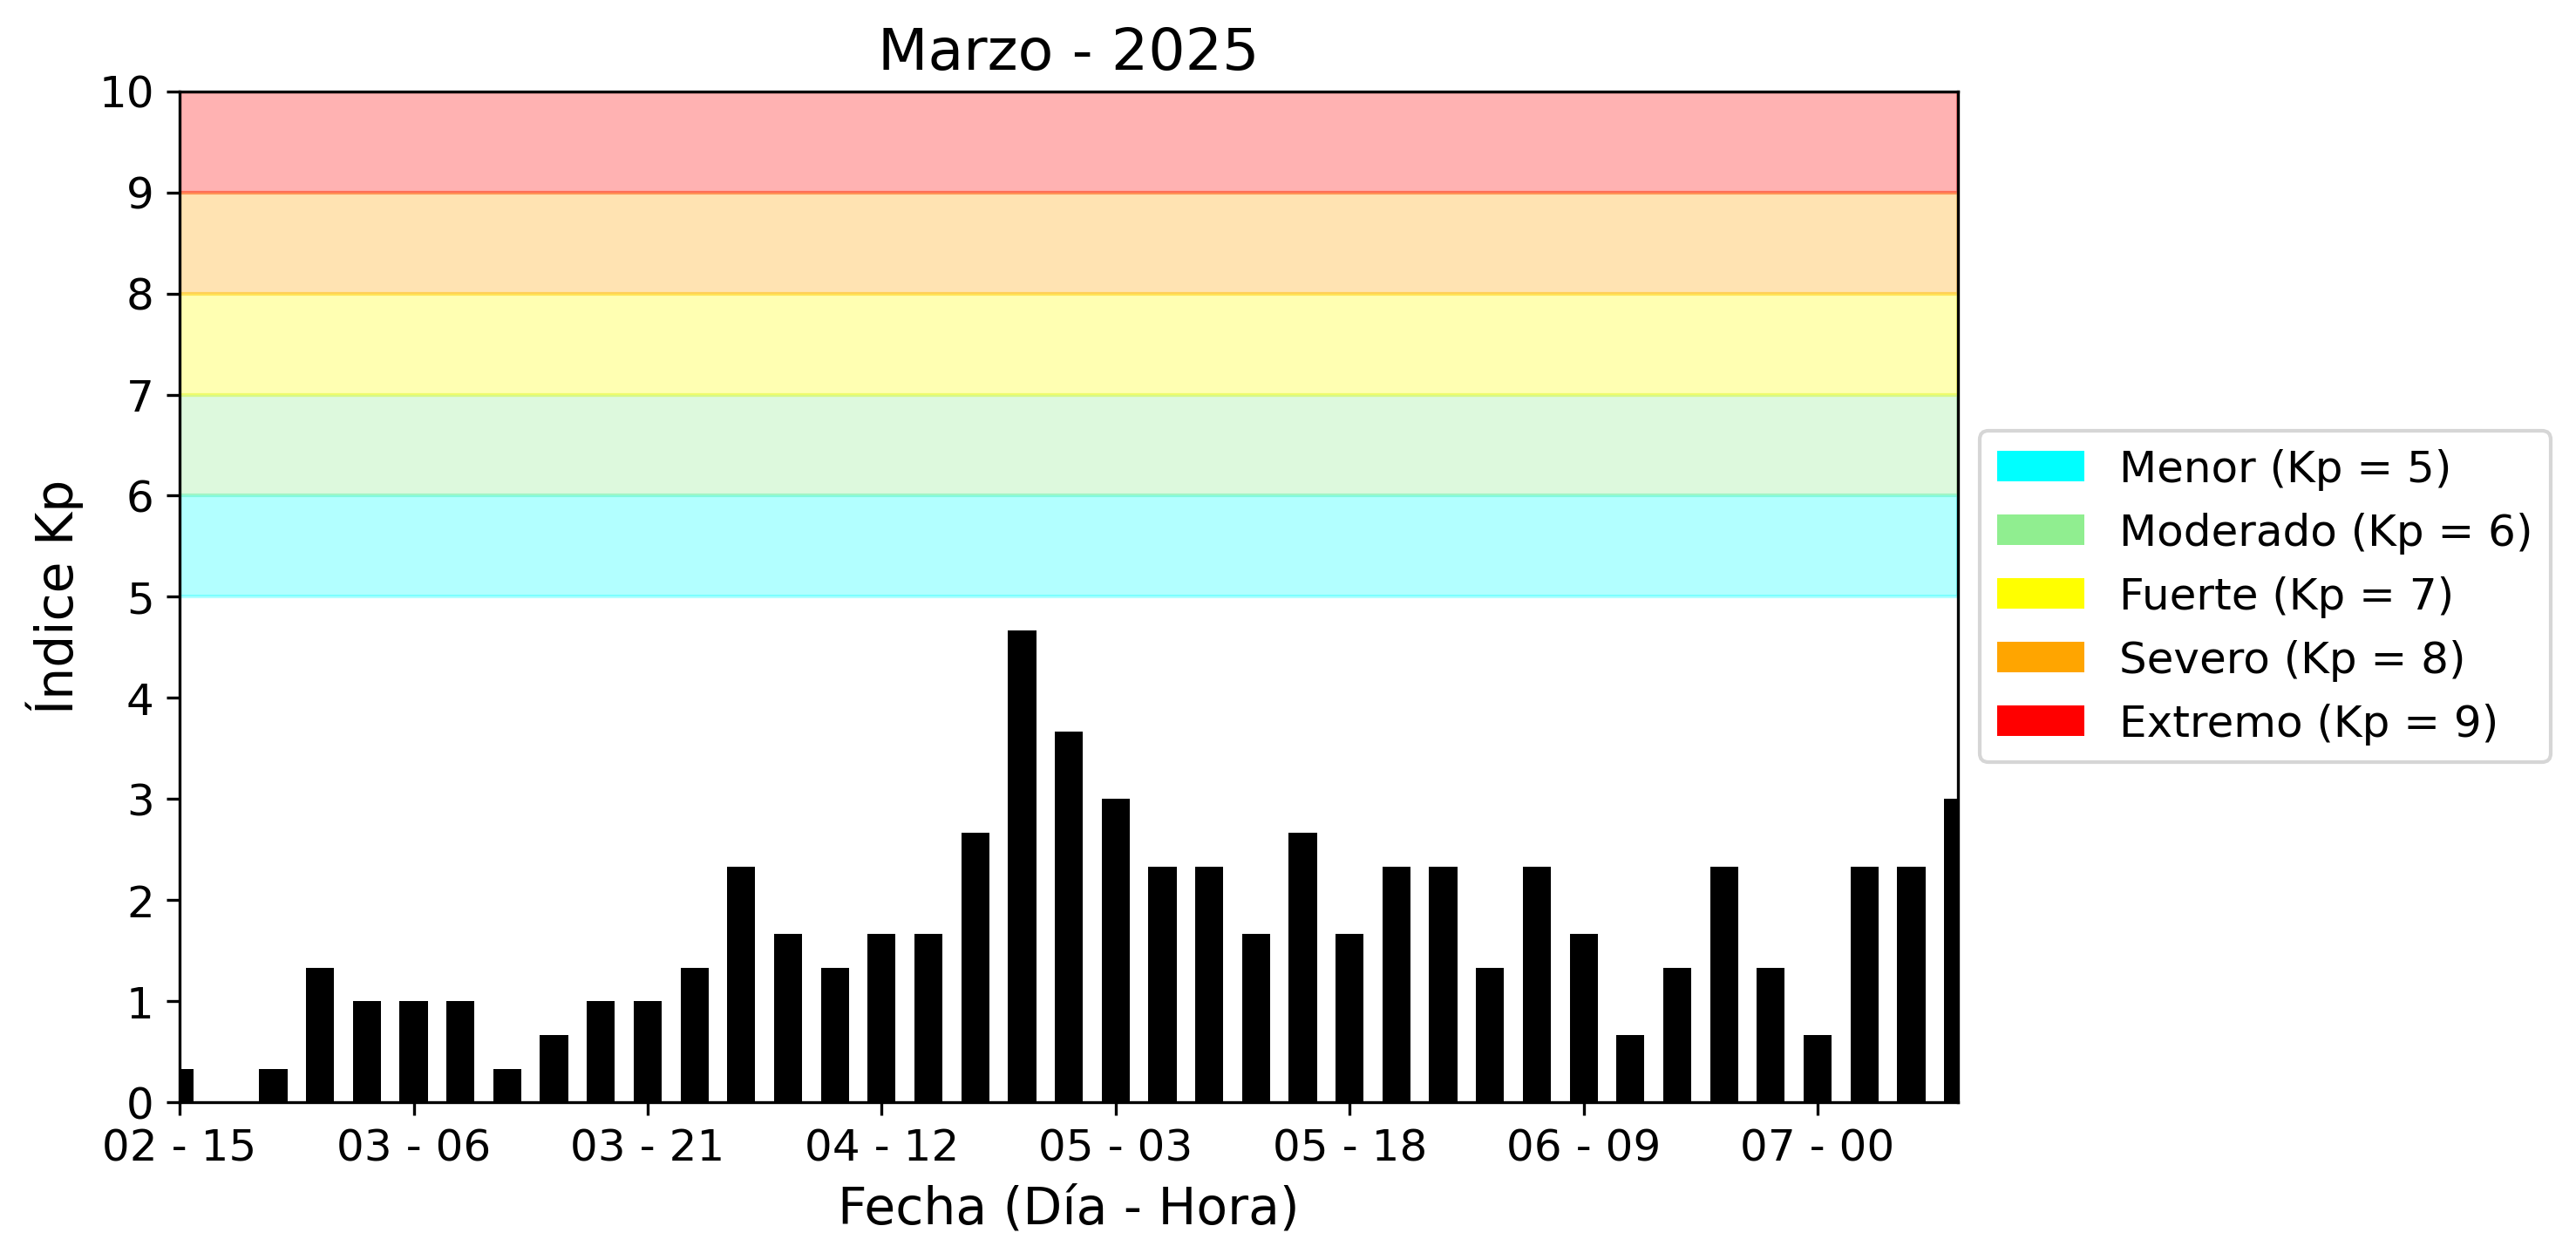 Marzo - 2025
10
9
8
7
6
5
4
3
2
1
0
Índice Kp
02 - 15
03 - 06
03 - 21
04 - 12
05 - 03
05 - 18
06 - 09
07 - 00
Fecha (Día - Hora)
Menor (Kp = 5)
Moderado (Kp = 6)
Fuerte (Kp = 7)
Severo (Kp = 8)
Extremo (Kp = 9)